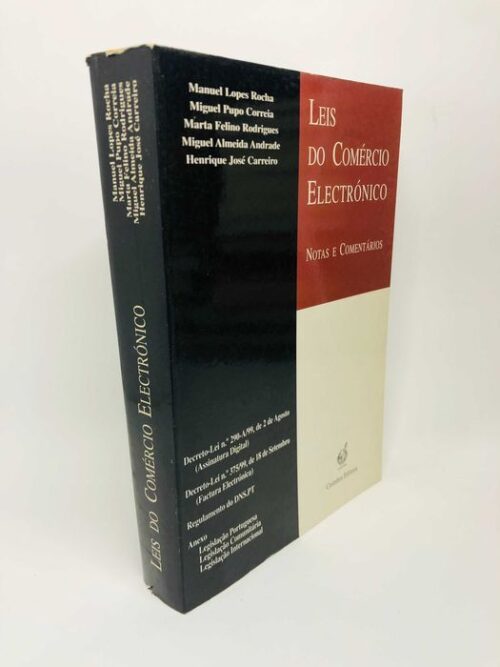 Manuel Lopes Rocha
Miguel Pupo Correia
Marta Felino Rodrigues
Miguel Almeida Andrade
Henrique José Carreiro
LEIS DO COMÉRCIO ELECTRÓNICO
Manuel Lopes Rocha
Miguel Pupo Correia
Marta Felino Rodrigues
Miguel Almeida Andrade
Henrique José Carreiro
LEIS
DO COMÉRCIO
ELECTRÓNICO
NOTAS E COMENTÁRIOS
Decreto-Lei n.º 290-A/99, de 2 de Agosto
(Assinatura Digital)
Decreto-Lei n.º 375/99, de 18 de Setembro
(Factura Electrónica)
Regulamento do DNS.PT
Anexo
Legislação Portuguesa
Legislação Comunitária
Legislação Internacional
Coimbra Editora